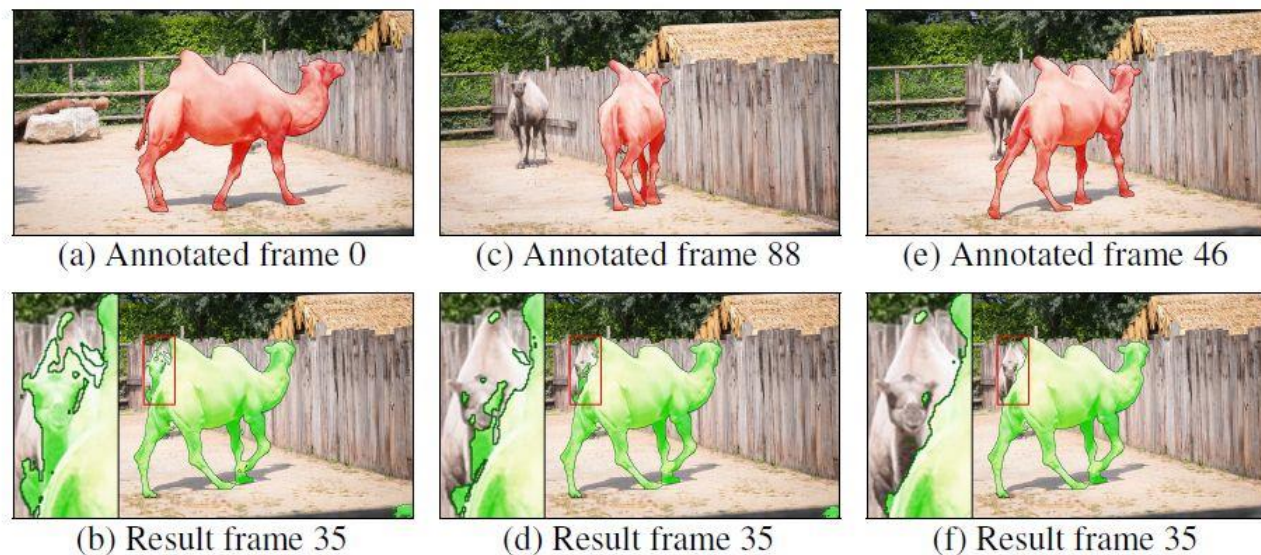 (a) Annotated frame 0
(c) Annotated frame 88
(e) Annotated frame 46
(b) Result frame 35
(d) Result frame 35
(f) Result frame 35